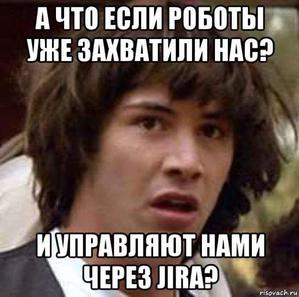 А ЧТО ЕСЛИ РОБОТЫ
УЖЕ ЗАХВАТИЛИ НАС?
И УПРАВЛЯЮТ НАМИ
ЧЕРЕЗ JIRA?
risovach.ru